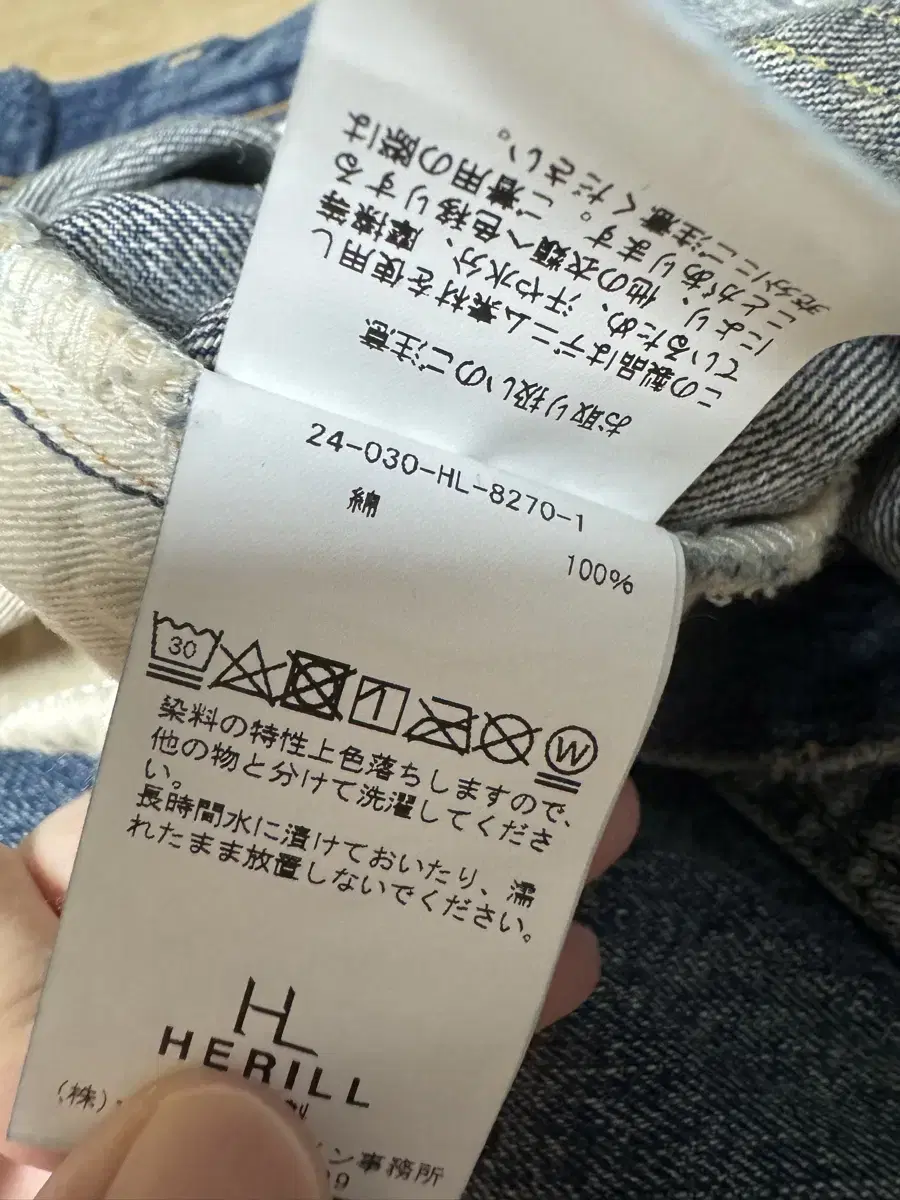 お取り扱いのご注意
この製品はデニム素材を使用し
ているため、汗や水分、摩擦等
により、他の衣類へ色移りする
ことがあります。ご着用の際は
充分にご注意ください。
24-030-HL-8270-1
綿
100%
30 W
染料の特性上色落ちしますので、
他の物と分けて洗濯してくださ
い。
長時間水に漬けておいたり、濡
れたまま放置しないでください。
HL
HERILL
(株)
ン事務所